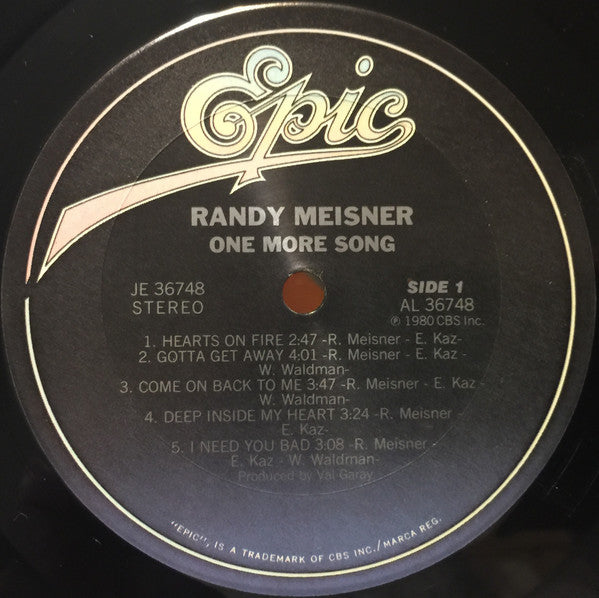 Epic
RANDY MEISNER
ONE MORE SONG
JE 36748
STEREO
SIDE 1
AL 36748
℗ 1980 CBS Inc.
1. HEARTS ON FIRE 2:47 -R. Meisner - E. Kaz-
2. GOTTA GET AWAY 4:01 -R. Meisner - E. Kaz -
W. Waldman-
3. COME ON BACK TO ME 3:47 -R. Meisner - E. Kaz -
W. Waldman-
4. DEEP INSIDE MY HEART 3:24 -R. Meisner -
E. Kaz-
5. I NEED YOU BAD 3:08 -R. Meisner -
E. Kaz - W. Waldman-
Produced by Val Garay
"EPIC", IS A TRADEMARK OF CBS INC./MARCA REG.